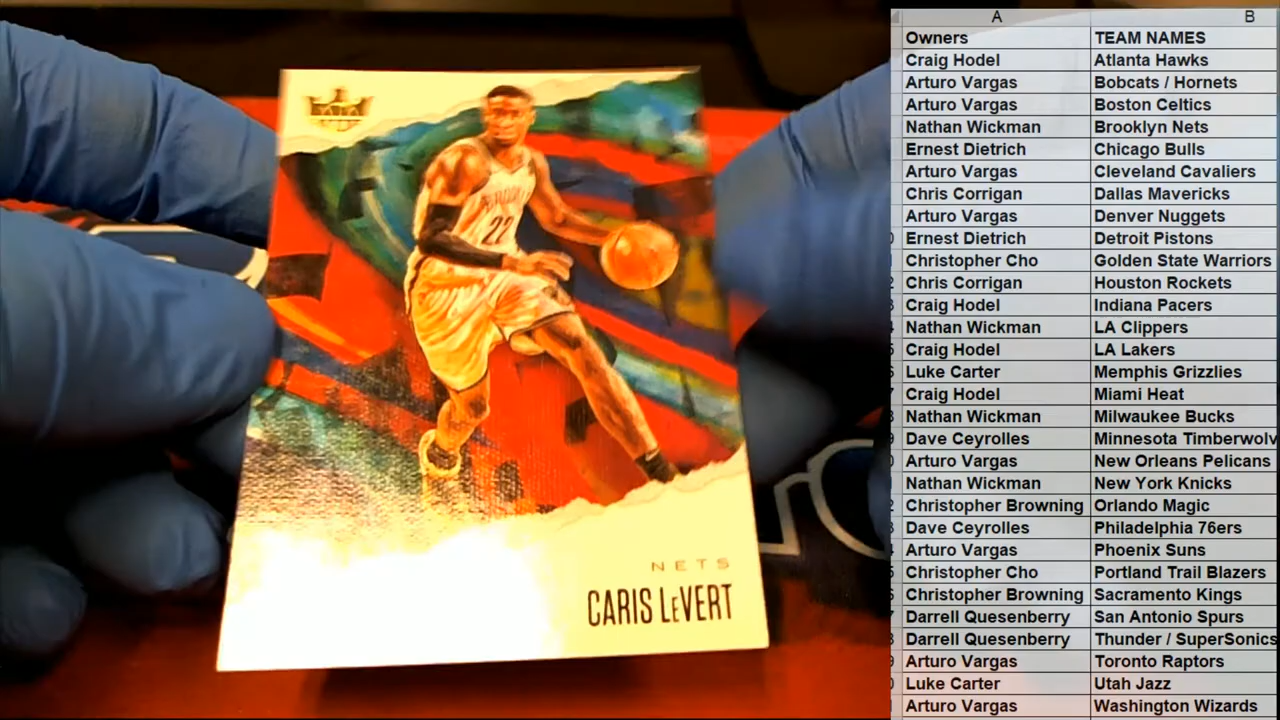 A B
Owners TEAM NAMES
Craig Hodel Atlanta Hawks
Arturo Vargas Bobcats / Hornets
Arturo Vargas Boston Celtics
Nathan Wickman Brooklyn Nets
Ernest Dietrich Chicago Bulls
Arturo Vargas Cleveland Cavaliers
Chris Corrigan Dallas Mavericks
Arturo Vargas Denver Nuggets
Ernest Dietrich Detroit Pistons
Christopher Cho Golden State Warriors
Chris Corrigan Houston Rockets
Craig Hodel Indiana Pacers
Nathan Wickman LA Clippers
Craig Hodel LA Lakers
Luke Carter Memphis Grizzlies
Craig Hodel Miami Heat
Nathan Wickman Milwaukee Bucks
Dave Ceyrolles Minnesota Timberwolv
Arturo Vargas New Orleans Pelicans
Nathan Wickman New York Knicks
Christopher Browning Orlando Magic
Dave Ceyrolles Philadelphia 76ers
Arturo Vargas Phoenix Suns
Christopher Cho Portland Trail Blazers
Christopher Browning Sacramento Kings
Darrell Quesenberry San Antonio Spurs
Darrell Quesenberry Thunder / SuperSonics
Arturo Vargas Toronto Raptors
Luke Carter Utah Jazz
Arturo Vargas Washington Wizards
22
NETS
CARIS LEVERT